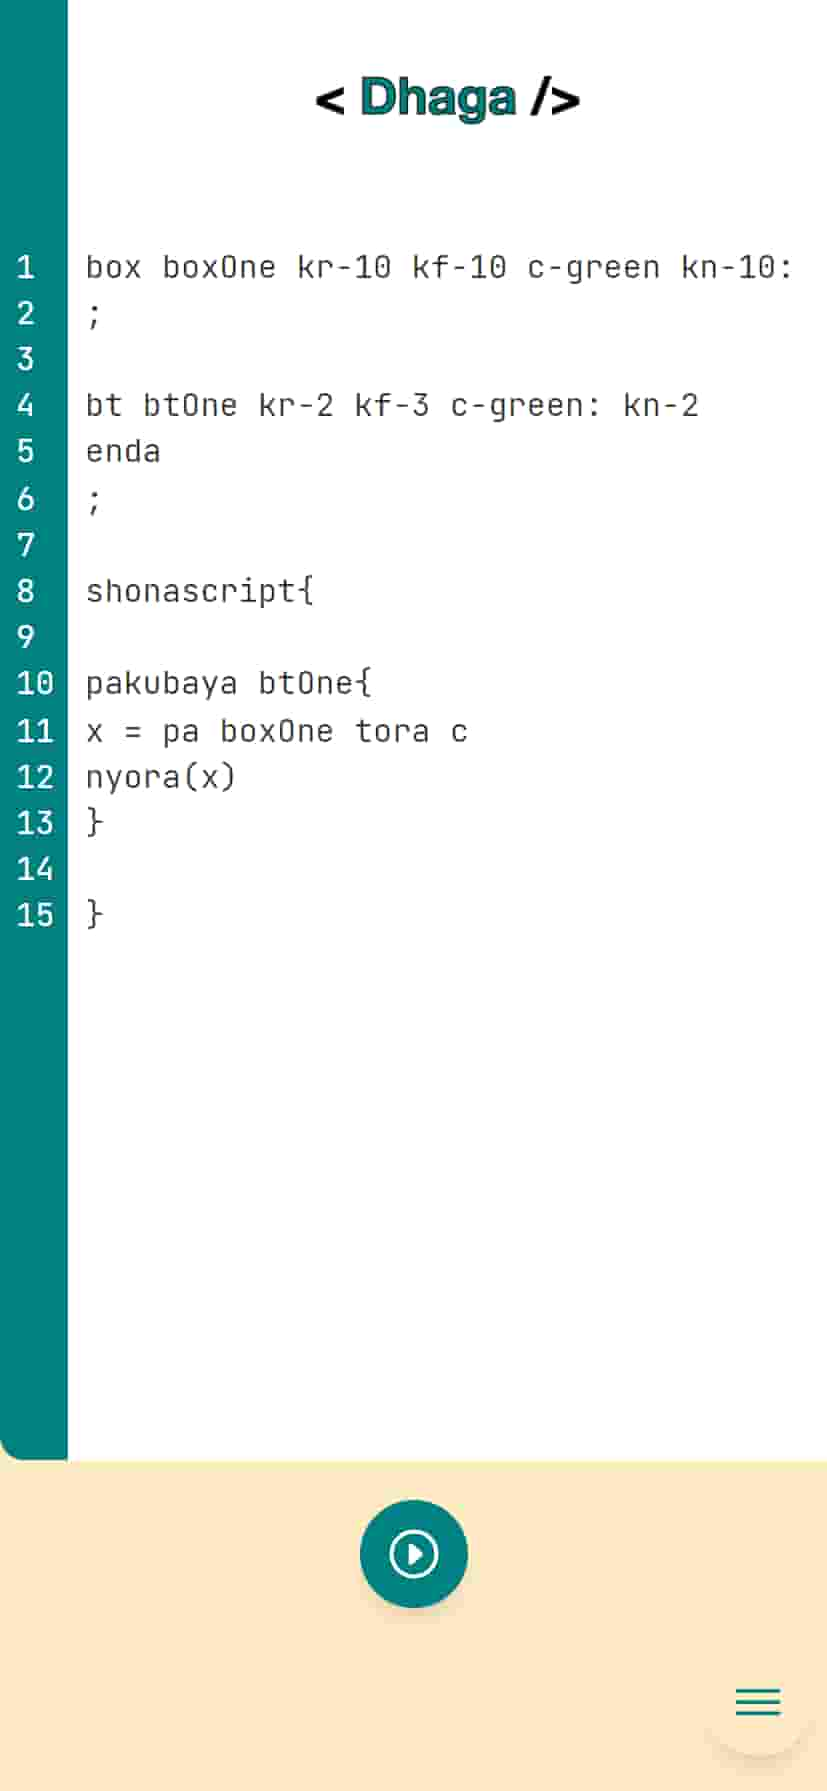 < Dhaga />
1 box boxOne kr-10 kf-10 c-green kn-10:
2 ;
3
4 bt btOne kr-2 kf-3 c-green: kn-2
5 enda
6 ;
7
8 shonascript{
9
10 pakubaya btOne{
11 x = pa boxOne tora c
12 nyora(x)
13 }
14
15 }